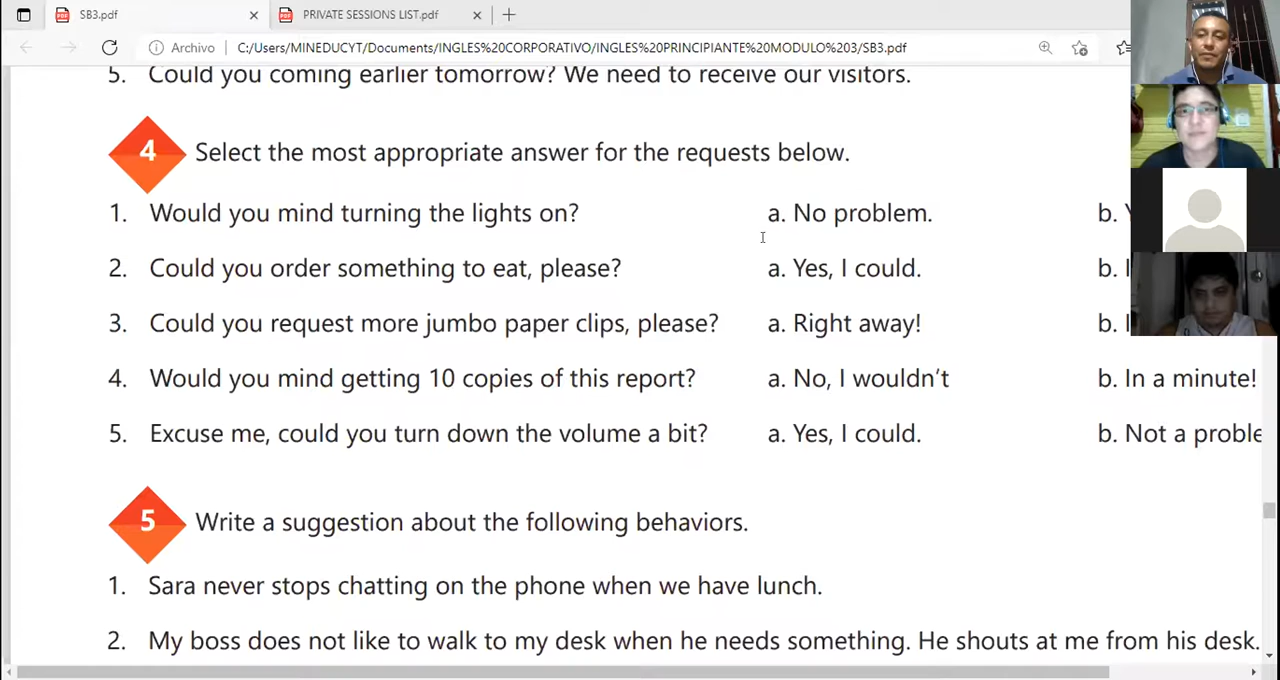 SB3.pdf
PRIVATE SESSIONS LIST.pdf
Archivo
C:/Users/MINEDUCYT/Documents/INGLES%20CORPORATIVO/INGLES%20PRINCIPIANTE%20MODULO%203/SB3.pdf
5. Could you coming earlier tomorrow? We need to receive our visitors.
4 Select the most appropriate answer for the requests below.
1. Would you mind turning the lights on? a. No problem. b.
2. Could you order something to eat, please? a. Yes, I could. b.
3. Could you request more jumbo paper clips, please? a. Right away! b.
4. Would you mind getting 10 copies of this report? a. No, I wouldn't b. In a minute!
5. Excuse me, could you turn down the volume a bit? a. Yes, I could. b. Not a proble
5 Write a suggestion about the following behaviors.
1. Sara never stops chatting on the phone when we have lunch.
2. My boss does not like to walk to my desk when he needs something. He shouts at me from his desk.